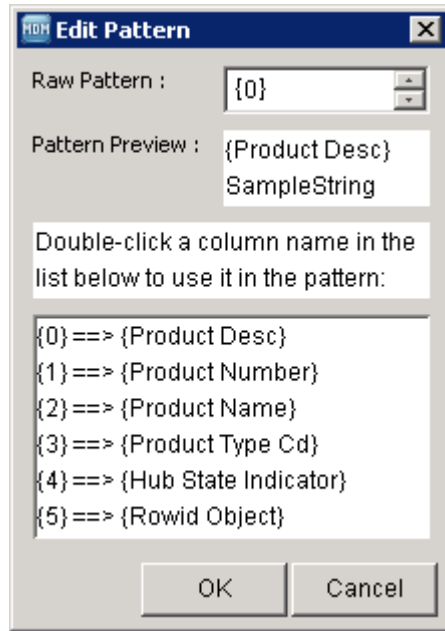 MDM Edit Pattern
Raw Pattern :
{0}
Pattern Preview :
{Product Desc}
SampleString
Double-click a column name in the
list below to use it in the pattern:
{0}==> {Product Desc}
{1}==> {Product Number}
{2}==> {Product Name}
{3}==> {Product Type Cd}
{4}==> {Hub State Indicator}
{5}==> {Rowid Object}
OK Cancel